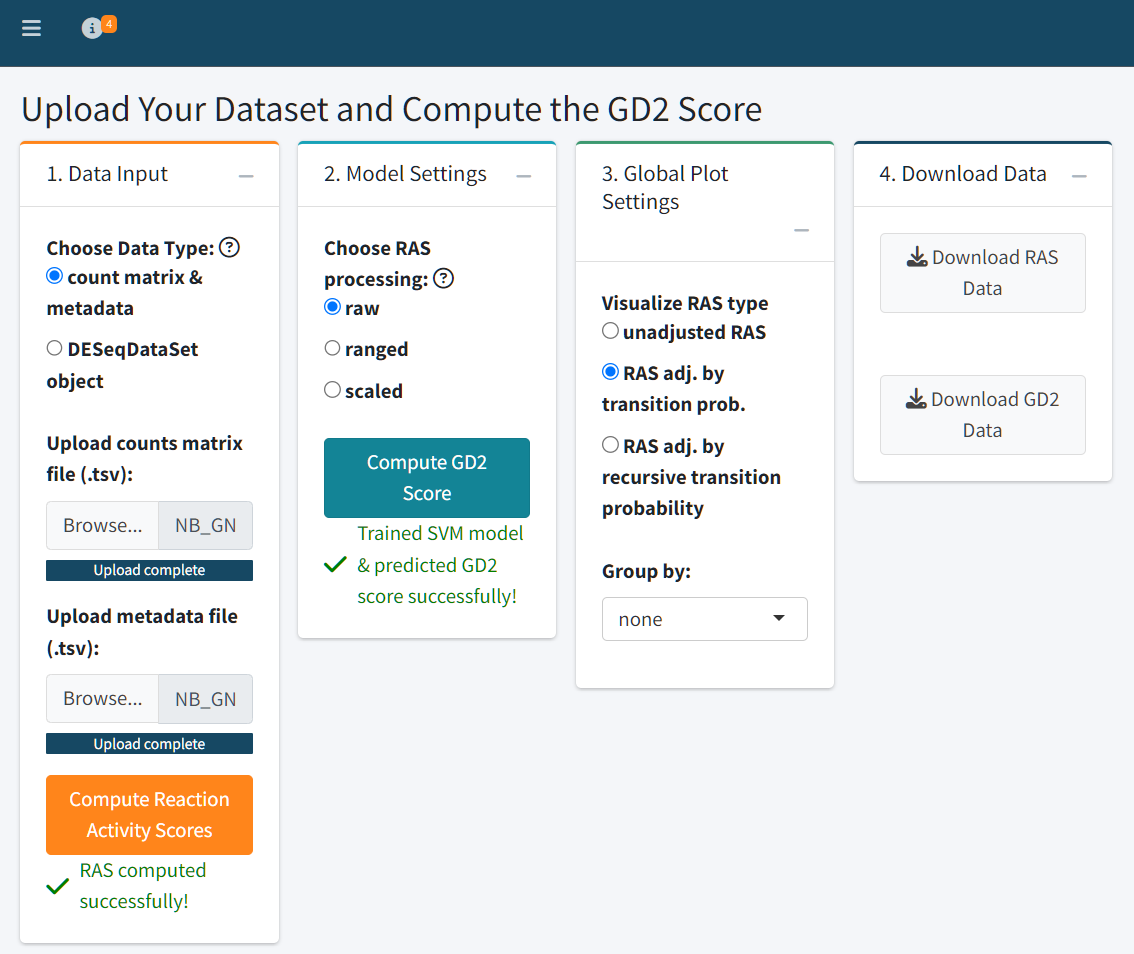 4
Upload Your Dataset and Compute the GD2 Score
1. Data Input
Choose Data Type:
count matrix &
metadata
DESeqDataSet
object
Upload counts matrix
file (.tsv):
Browse... NB_GN
Upload complete
Upload metadata file
(.tsv):
Browse... NB_GN
Upload complete
Compute Reaction
Activity Scores
RAS computed
successfully!
2. Model Settings
Choose RAS
processing:
raw
ranged
scaled
Compute GD2
Score
Trained SVM model
& predicted GD2
score successfully!
3. Global Plot
Settings
Visualize RAS type
unadjusted RAS
RAS adj. by
transition prob.
RAS adj. by
recursive transition
probability
Group by:
none
4. Download Data
Download RAS
Data
Download GD2
Data